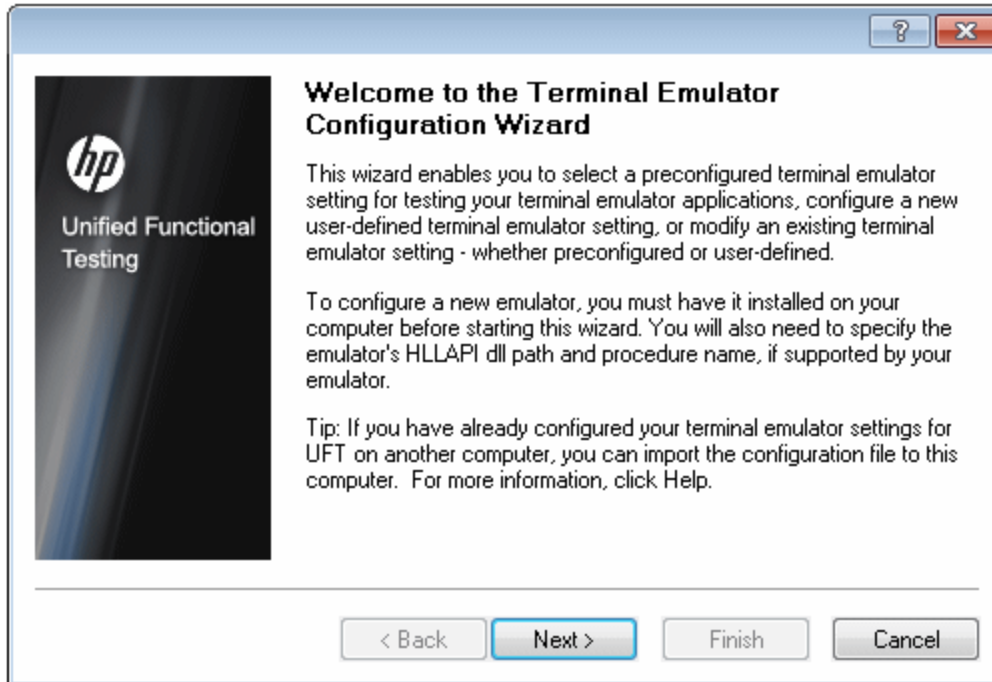 ?
X
hp
Unified Functional
Testing
Welcome to the Terminal Emulator
Configuration Wizard
This wizard enables you to select a preconfigured terminal emulator
setting for testing your terminal emulator applications, configure a new
user-defined terminal emulator setting, or modify an existing terminal
emulator setting - whether preconfigured or user-defined.
To configure a new emulator, you must have it installed on your
computer before starting this wizard. You will also need to specify the
emulator's HLLAPI dll path and procedure name, if supported by your
emulator.
Tip: If you have already configured your terminal emulator settings for
UFT on another computer, you can import the configuration file to this
computer.  For more information, click Help.
< Back Next > Finish Cancel